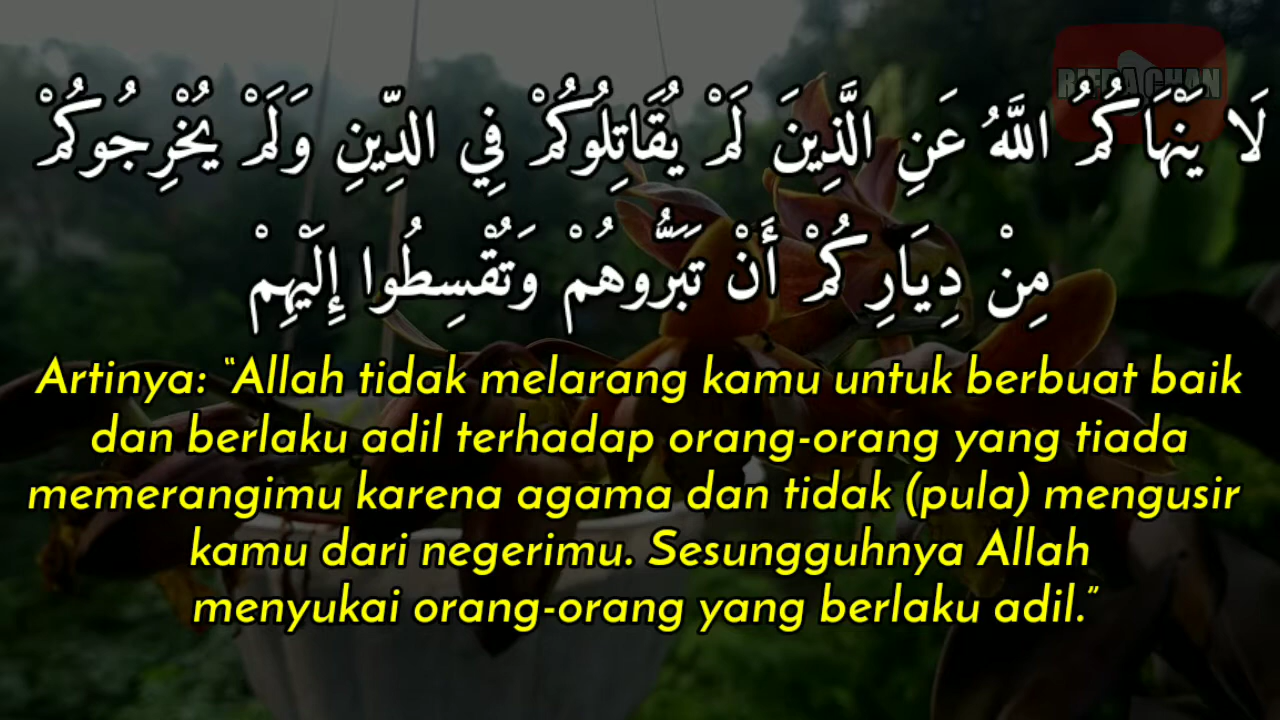 لَا يَنْهَاكُمُ اللَّهُ عَنِ الَّذِينَ لَمْ يُقَاتِلُوكُمْ فِي الدِّينِ وَلَمْ يُخْرِجُوكُمْ
مِنْ دِيَارِكُمْ أَنْ تَبَرُّوهُمْ وَتُقْسِطُوا إِلَيْهِمْ
Artinya: “Allah tidak melarang kamu untuk berbuat baik
dan berlaku adil terhadap orang-orang yang tiada
memerangimu karena agama dan tidak (pula) mengusir
kamu dari negerimu. Sesungguhnya Allah
menyukai orang-orang yang berlaku adil.”